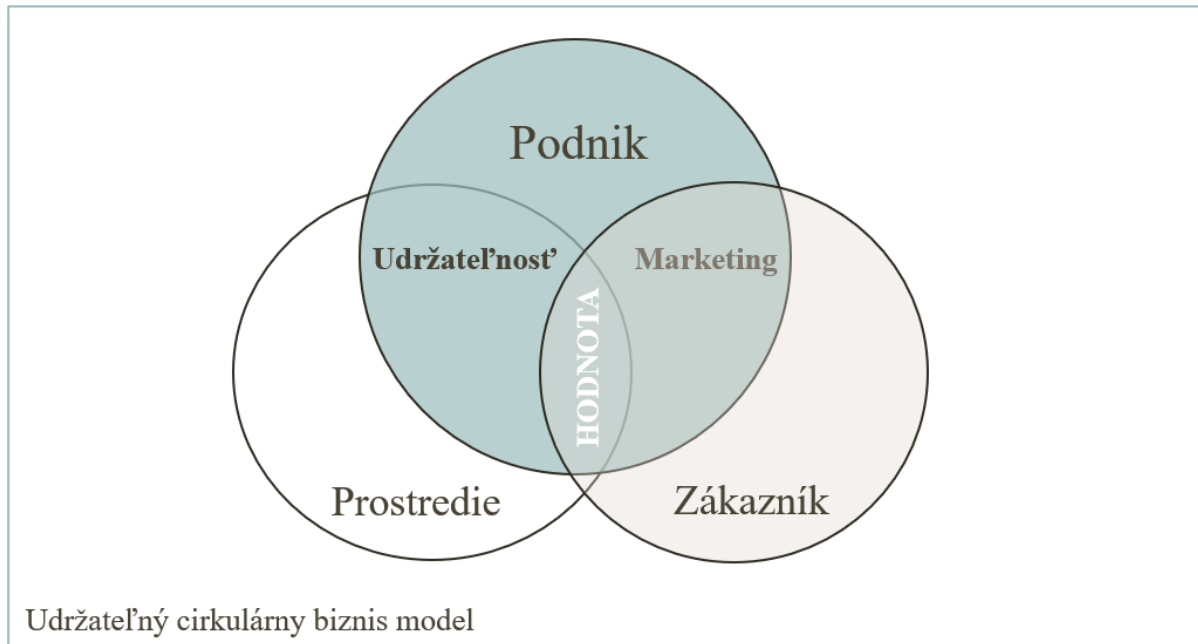 Podnik
Udržateľnosť
Marketing
HODNOTA
Prostredie
Zákazník
Udržateľný cirkulárny biznis model